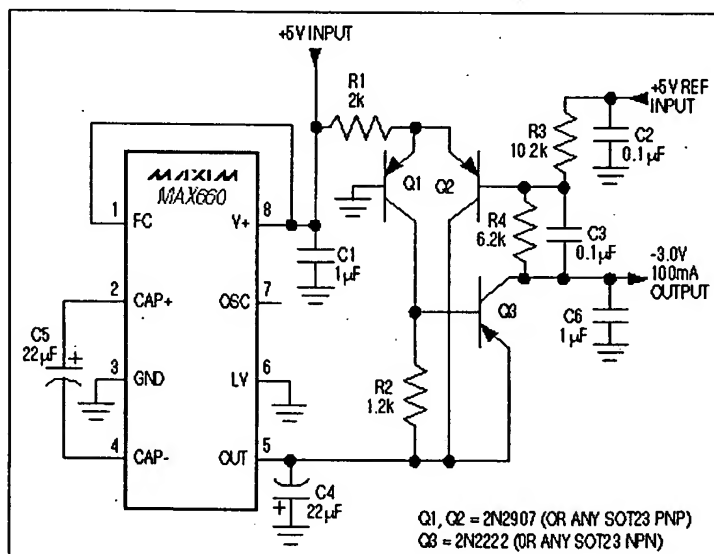 +5V INPUT
R1
2k
+5V REF
INPUT
R3
10.2k
C2
0.1µF
MAXIM
MAX660
1
FC
V+
8
Q1
Q2
R4
6.2k
C3
0.1µF
C1
1µF
-3.0V
100mA
OUTPUT
2
CAP+
OSC
7
Q3
C6
1µF
C5
22µF
+
3
GND
LV
6
R2
1.2k
4
CAP-
OUT
5
C4
22µF
+
Q1, Q2 = 2N2907 (OR ANY SOT23 PNP)
Q3 = 2N2222 (OR ANY SOT23 NPN)